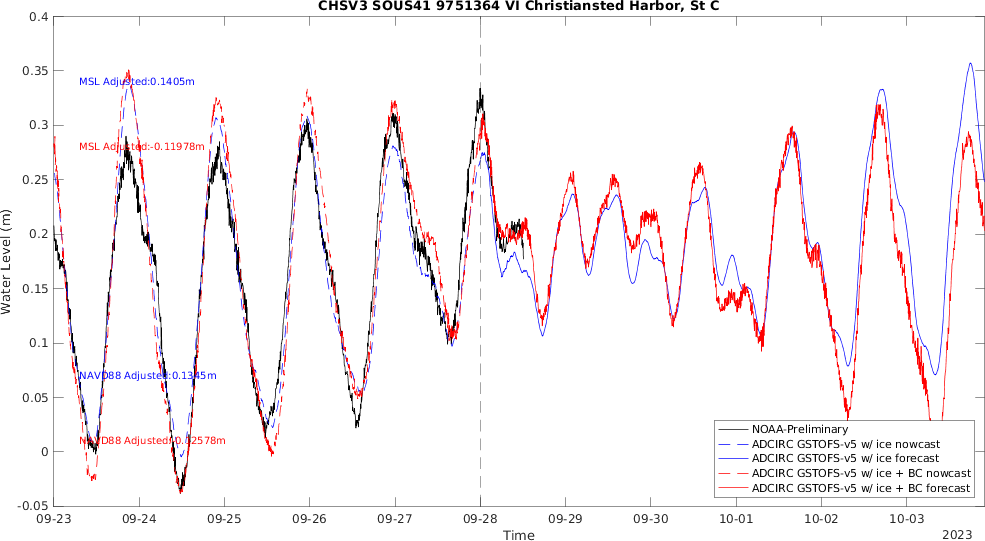 CHSV3 SOUS41 9751364 VI Christiansted Harbor, St C
0.4
0.35
0.3
0.25
0.2
0.15
0.1
0.05
0
-0.05
Water Level (m)
MSL Adjusted:0.1405m
MSL Adjusted:-0.11978m
NAVD88 Adjusted:0.1345m
NAVD88 Adjusted:-0.12578m
NOAA-Preliminary
ADCIRC GSTOFS-v5 w/ ice nowcast
ADCIRC GSTOFS-v5 w/ ice forecast
ADCIRC GSTOFS-v5 w/ ice + BC nowcast
ADCIRC GSTOFS-v5 w/ ice + BC forecast
09-23 09-24 09-25 09-26 09-27 09-28 09-29 09-30 10-01 10-02 10-03
Time
2023